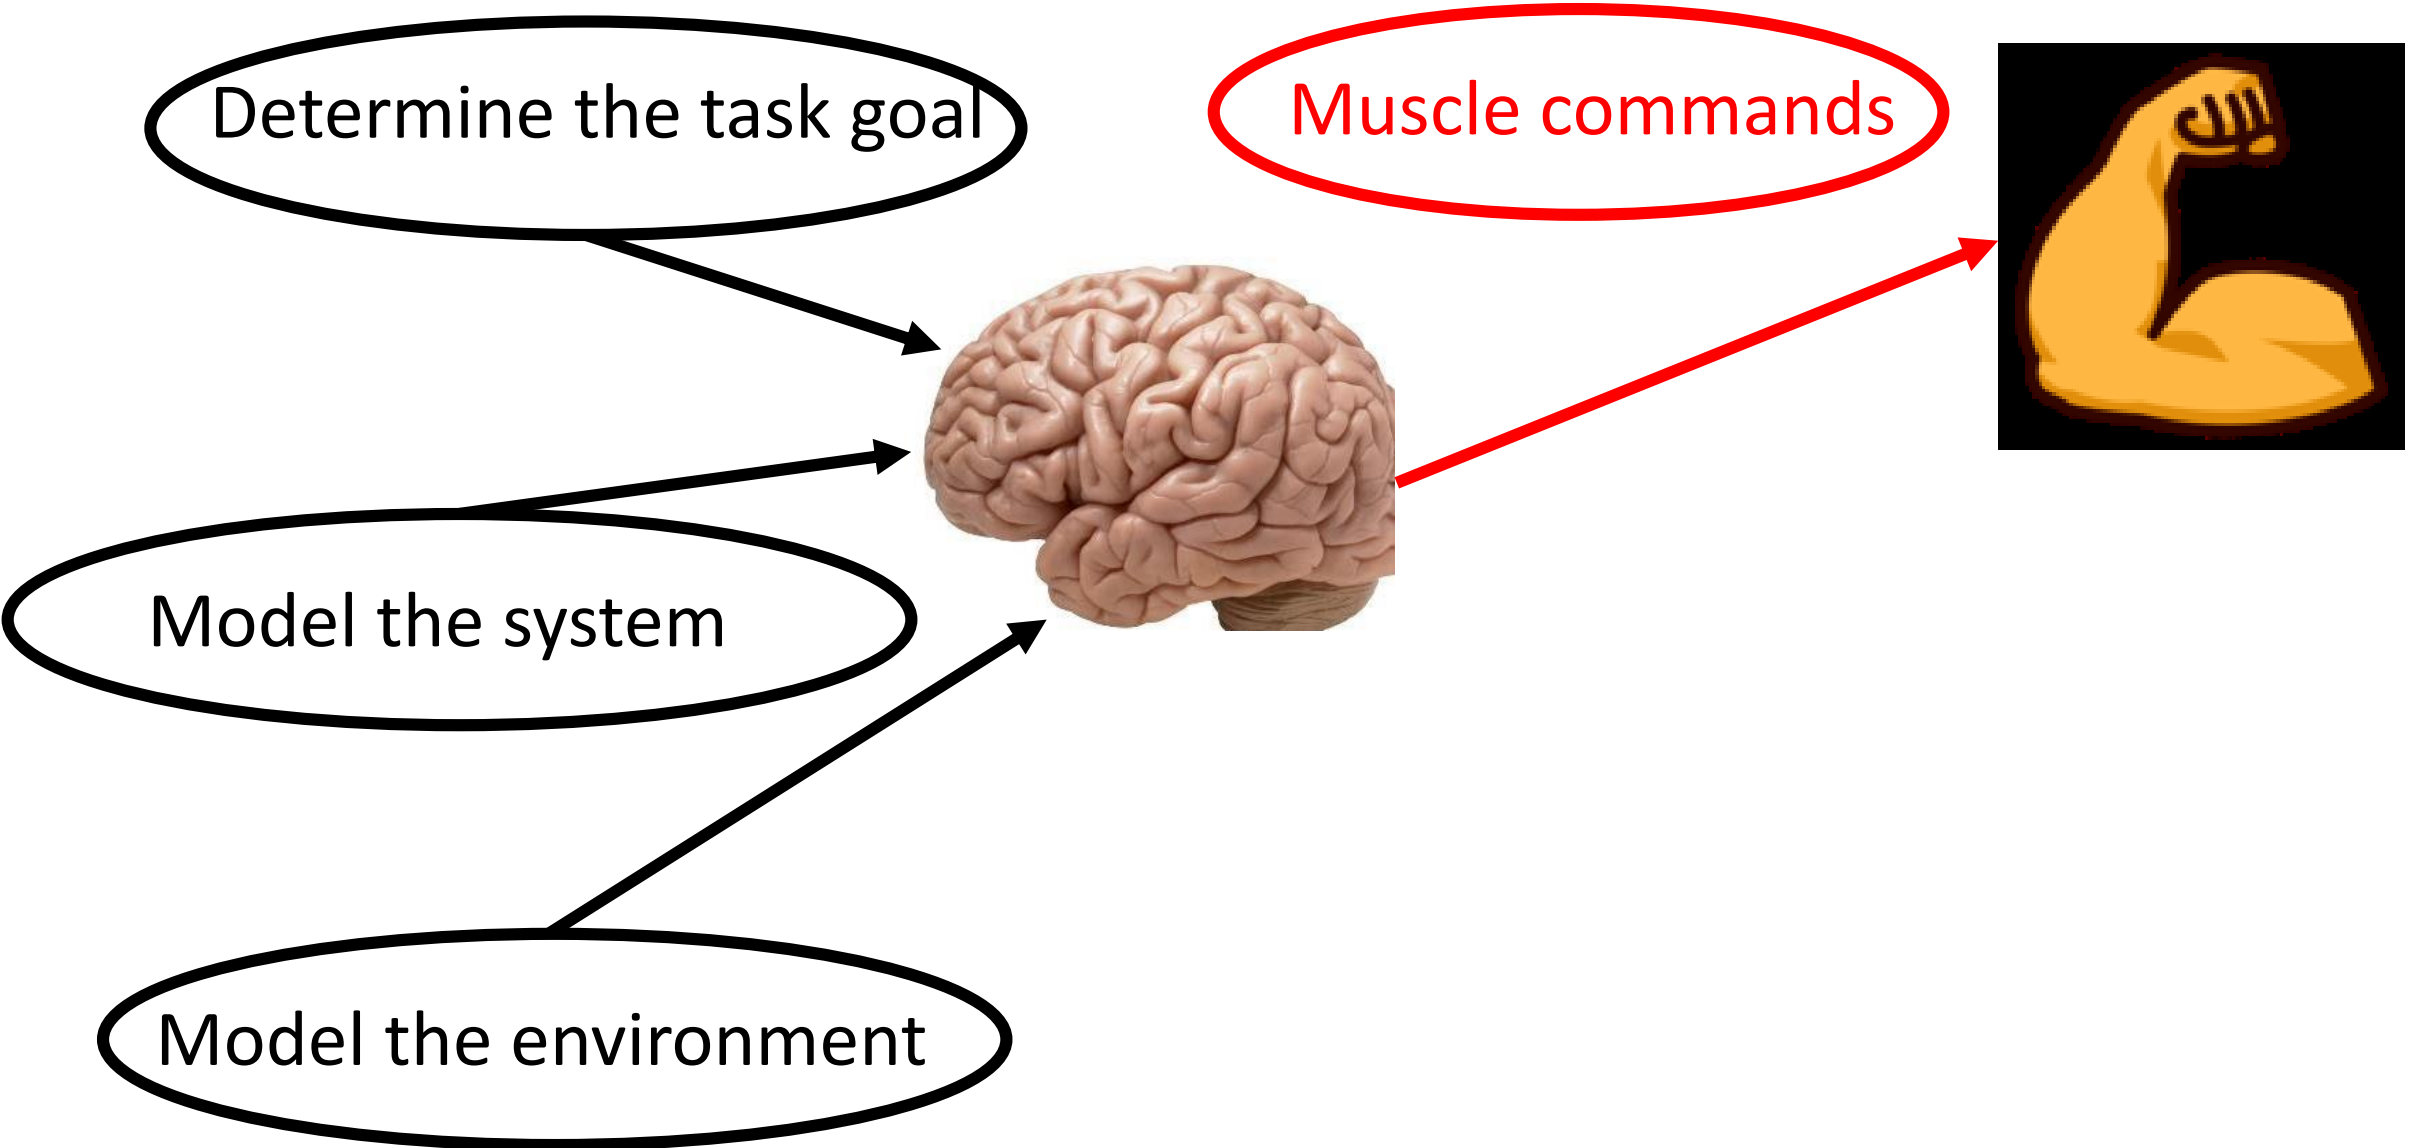 Determine the task goal
Muscle commands
Model the system
Model the environment